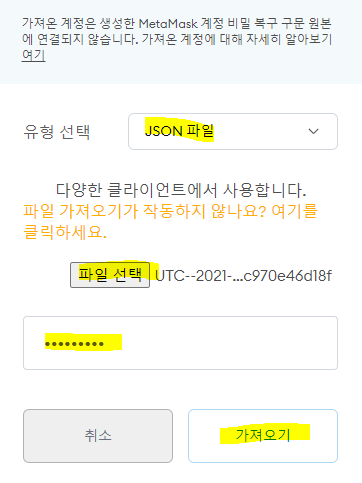 가져온 계정은 생성한 MetaMask 계정 비밀 복구 구문 원본
에 연결되지 않습니다. 가져온 계정에 대해 자세히 알아보기
여기
유형 선택
JSON 파일
다양한 클라이언트에서 사용합니다.
파일 가져오기가 작동하지 않나요? 여기를
클릭하세요.
파일 선택 UTC--2021-...c970e46d18f
•••••••••
취소
가져오기